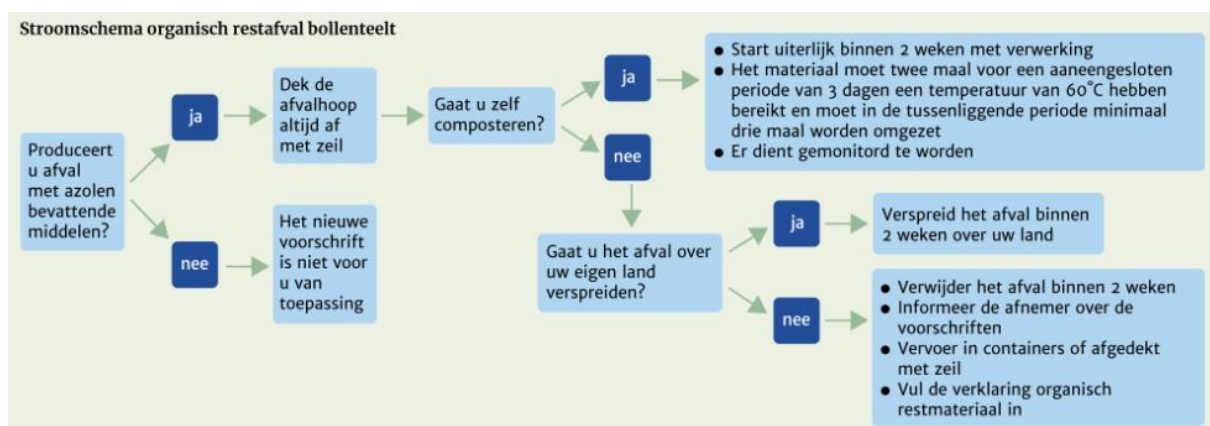 Stroomschema organisch restafval bollenteelt
Produceert
u afval
met azolen
bevattende
middelen?
ja
Dek de
afvalhoop
altijd af
met zeil
Gaat u zelf
composteren?
ja
● Start uiterlijk binnen 2 weken met verwerking
● Het materiaal moet twee maal voor een aaneengesloten
periode van 3 dagen een temperatuur van 60°C hebben
bereikt en moet in de tussenliggende periode minimaal
drie maal worden omgezet
● Er dient gemonitord te worden
nee
Gaat u het afval over
uw eigen land
verspreiden?
ja
Verspreid het afval binnen
2 weken over uw land
nee
● Verwijder het afval binnen 2 weken
● Informeer de afnemer over de
voorschriften
● Vervoer in containers of afgedekt
met zeil
● Vul de verklaring organisch
restmateriaal in
nee
Het nieuwe
voorschrift
is niet voor
u van
toepassing